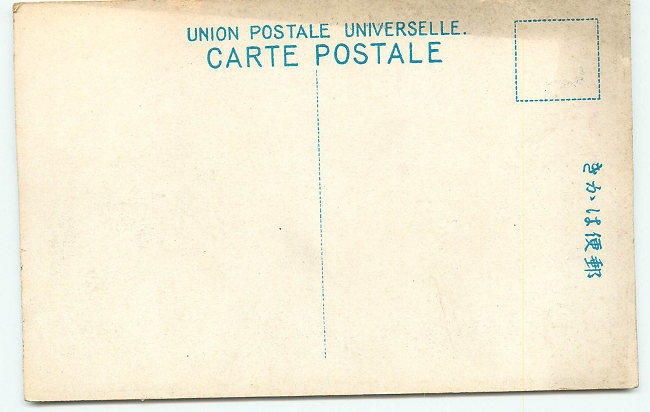 UNION POSTALE UNIVERSELLE.
CARTE POSTALE
郵便はかき